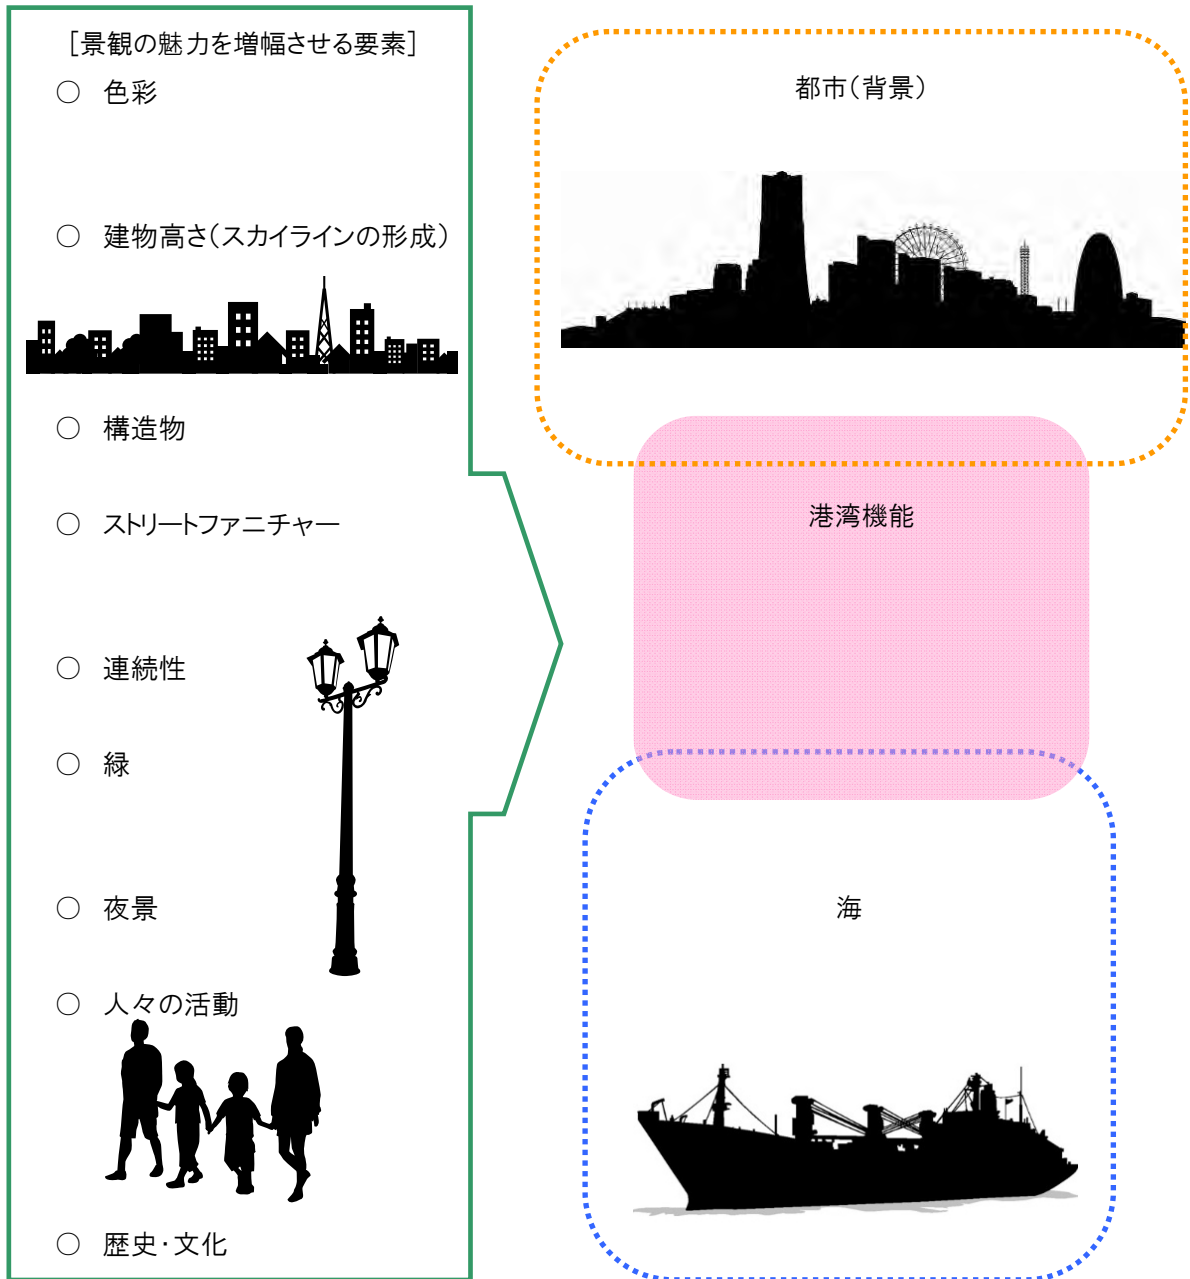 ［景観の魅力を増幅させる要素］
○ 色彩
○ 建物高さ（スカイラインの形成）
○ 構造物
○ ストリートファニチャー
○ 連続性
○ 緑
○ 夜景
○ 人々の活動
○ 歴史・文化
都市（背景）
港湾機能
海